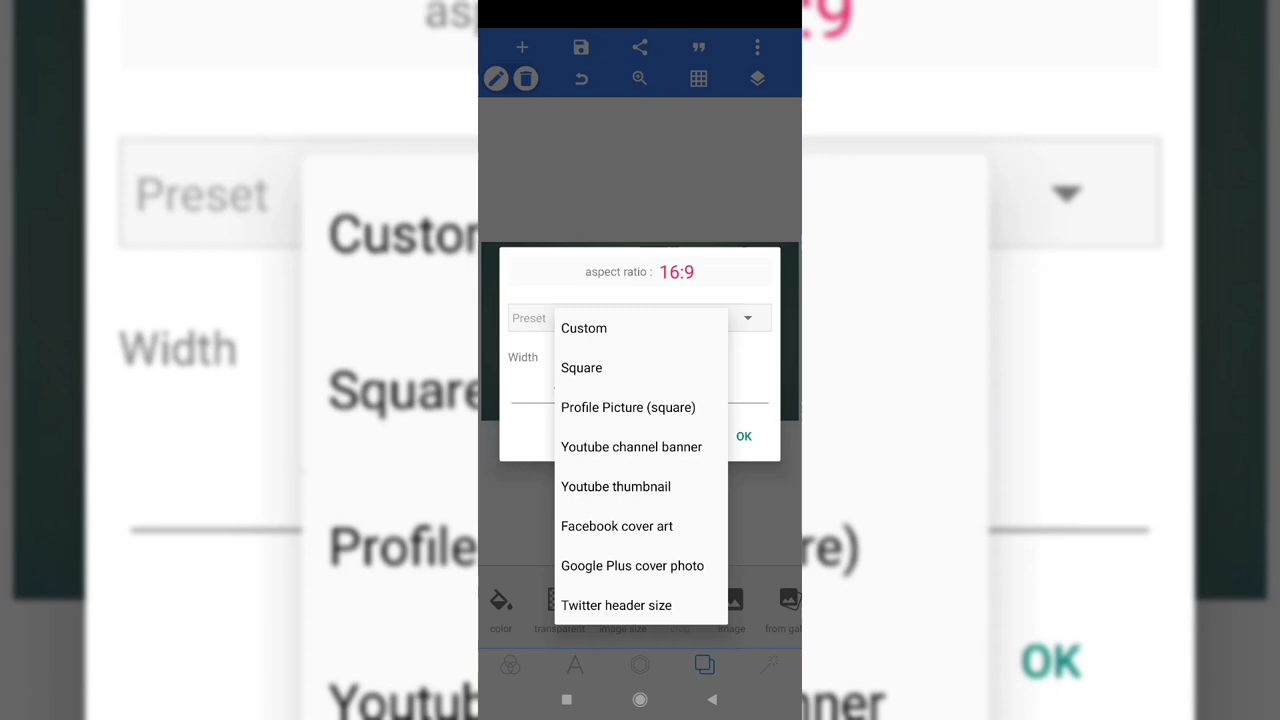 aspect ratio : 16:9
Preset
Custom
Width
Square
Profile Picture (square)
OK
Youtube channel banner
Youtube thumbnail
Facebook cover art
Google Plus cover photo
Twitter header size
color
transparent
image size
crop
image
from gal